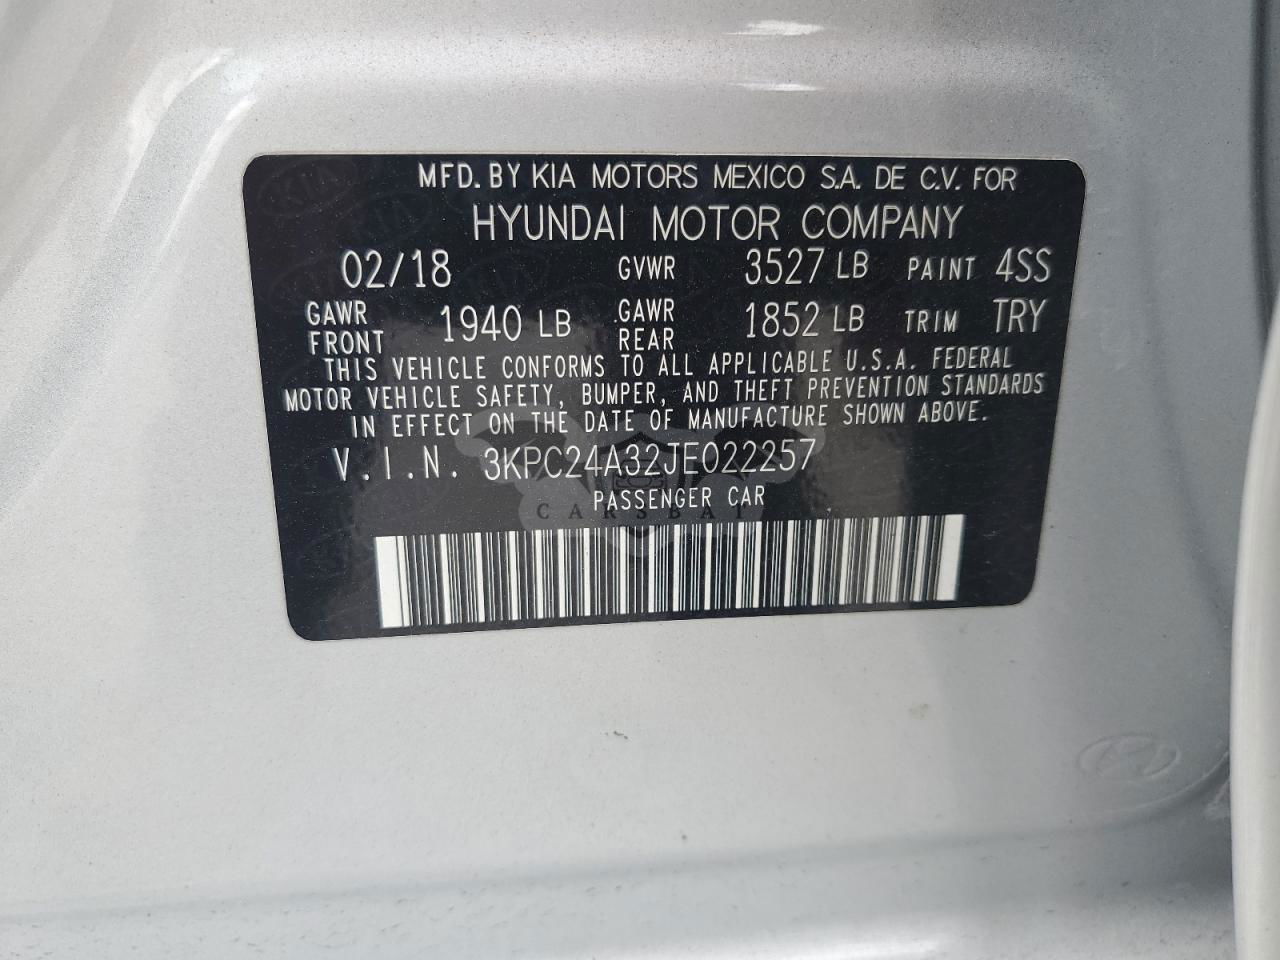 MFD. BY KIA MOTORS MEXICO S.A. DE C.V. FOR
HYUNDAI MOTOR COMPANY
02/18 GVWR 3527 LB PAINT 4SS
GAWR FRONT 1940 LB GAWR REAR 1852 LB TRIM TRY
THIS VEHICLE CONFORMS TO ALL APPLICABLE U.S.A. FEDERAL
MOTOR VEHICLE SAFETY, BUMPER, AND THEFT PREVENTION STANDARDS
IN EFFECT ON THE DATE OF MANUFACTURE SHOWN ABOVE.
V.I.N. 3KPC24A32JE022257
PASSENGER CAR
CARSBAT
KIA